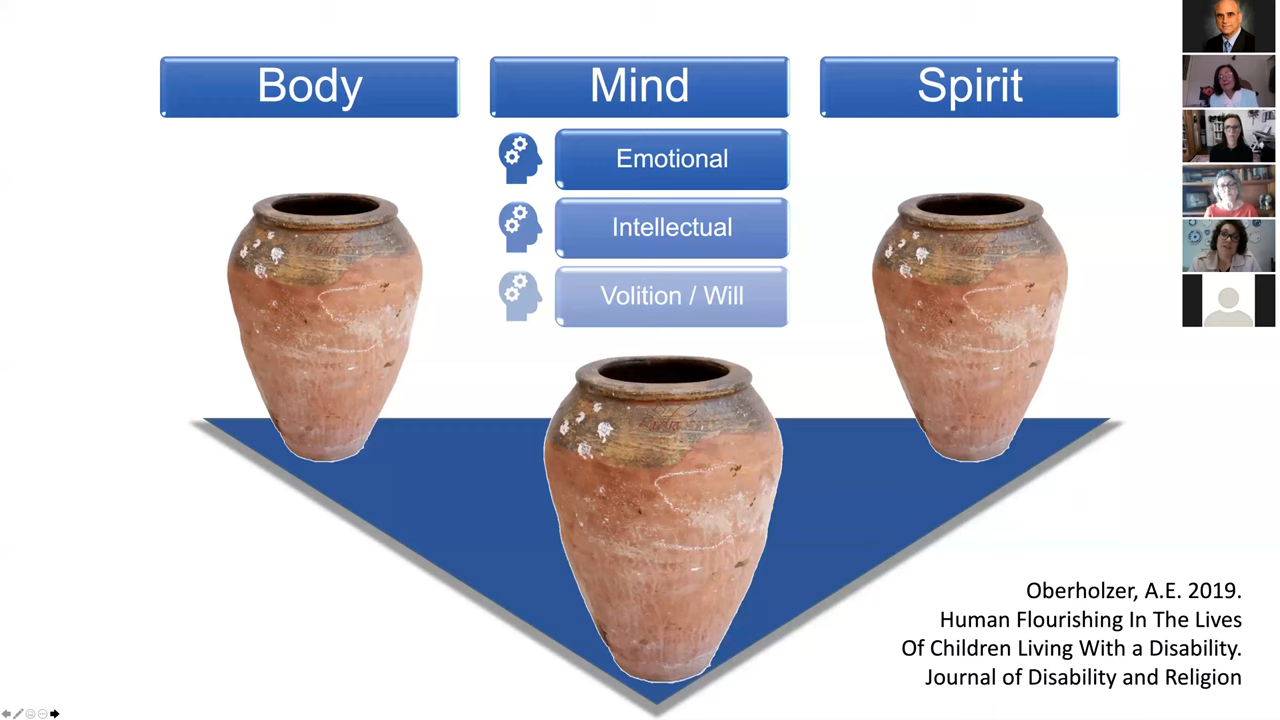 Body
Mind
Spirit
Emotional
Intellectual
Volition / Will
Oberholzer, A.E. 2019.
Human Flourishing In The Lives
Of Children Living With a Disability.
Journal of Disability and Religion